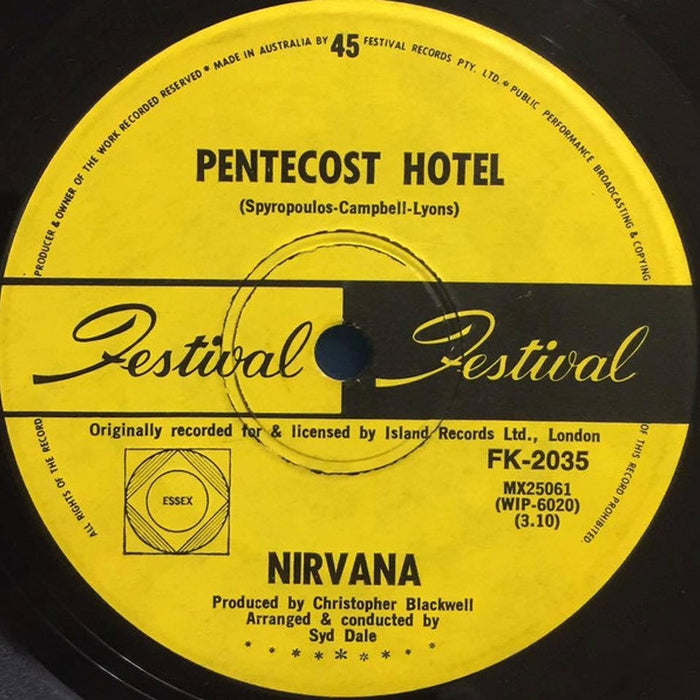 PRODUCER & OWNER OF THE WORK RECORDED RESERVED * MADE IN AUSTRALIA BY 45 FESTIVAL RECORDS PTY. LTD. * PUBLIC PERFORMANCE BROADCASTING & COPYING
PENTECOST HOTEL
(Spyropoulos-Campbell-Lyons)
Festival Festival
Originally recorded for & licensed by Island Records Ltd., London
ALL RIGHTS OF THE RECORD
OF THIS RECORD PROHIBITED.
FK-2035
ESSEX
MX25061
(WIP-6020)
(3.10)
NIRVANA
Produced by Christopher Blackwell
Arranged & conducted by
Syd Dale